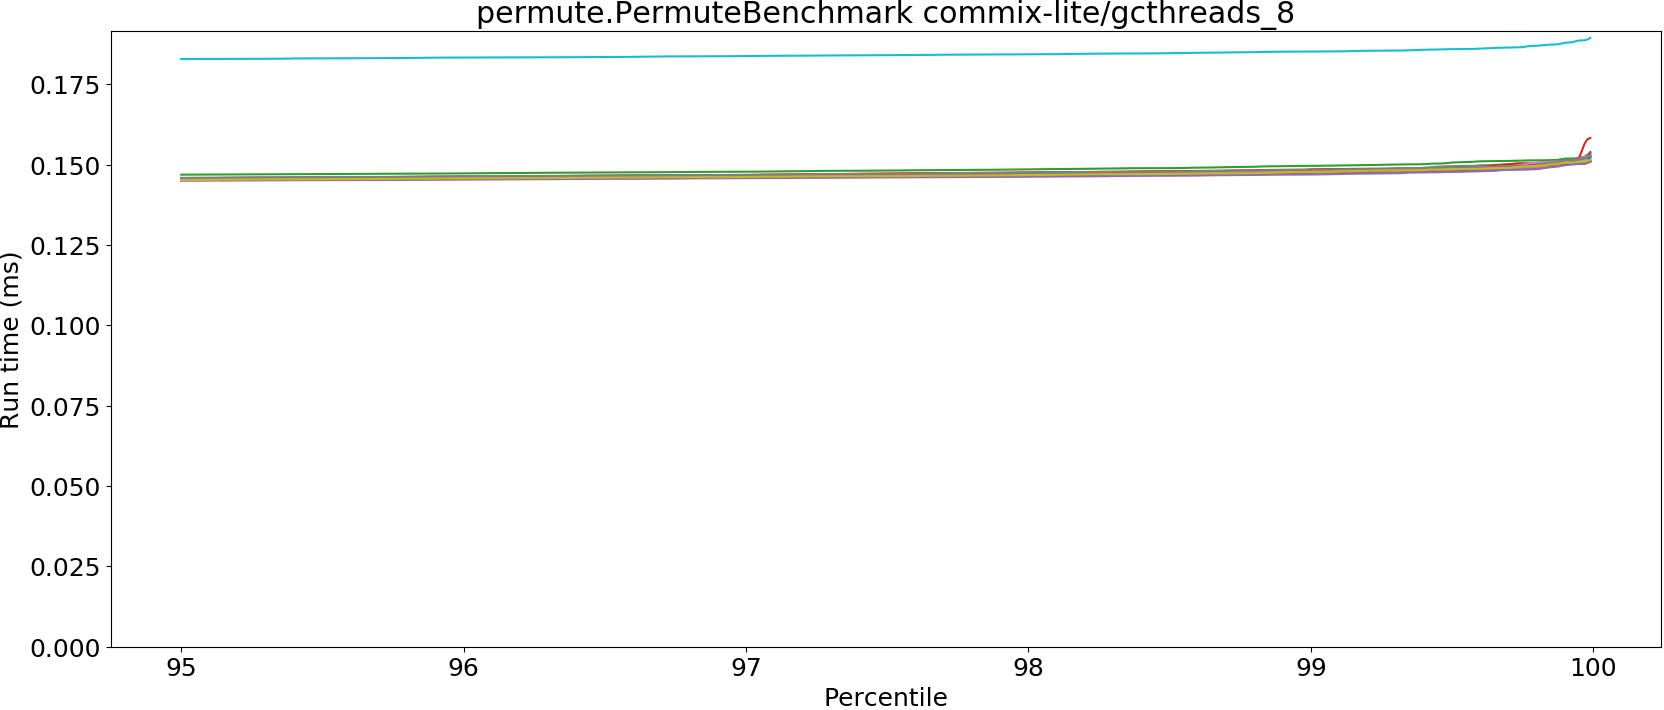 permute.PermuteBenchmark commix-lite/gcthreads_8
0.175
0.150
0.125
0.100
0.075
0.050
0.025
0.000
Run time (ms)
95 96 97 98 99 100
Percentile